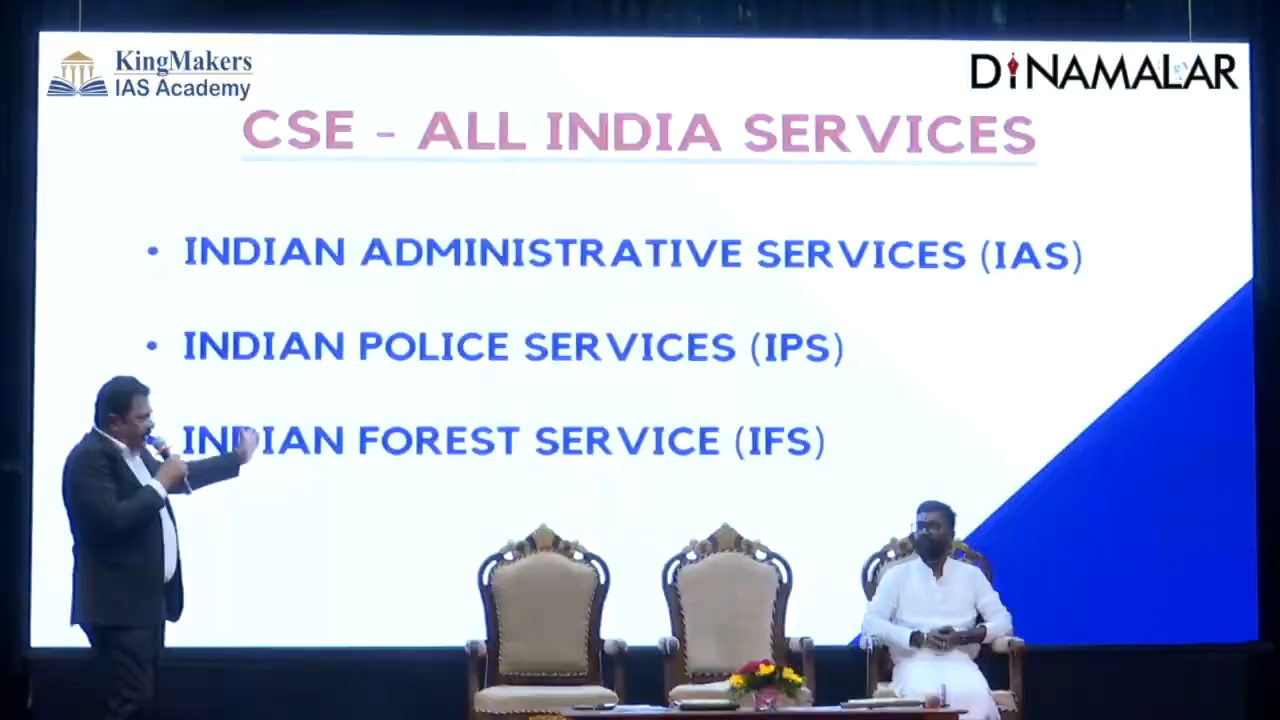 KingMakers
IAS Academy
DINAMALAR
CSE - ALL INDIA SERVICES
• INDIAN ADMINISTRATIVE SERVICES (IAS)
• INDIAN POLICE SERVICES (IPS)
INDIAN FOREST SERVICE (IFS)